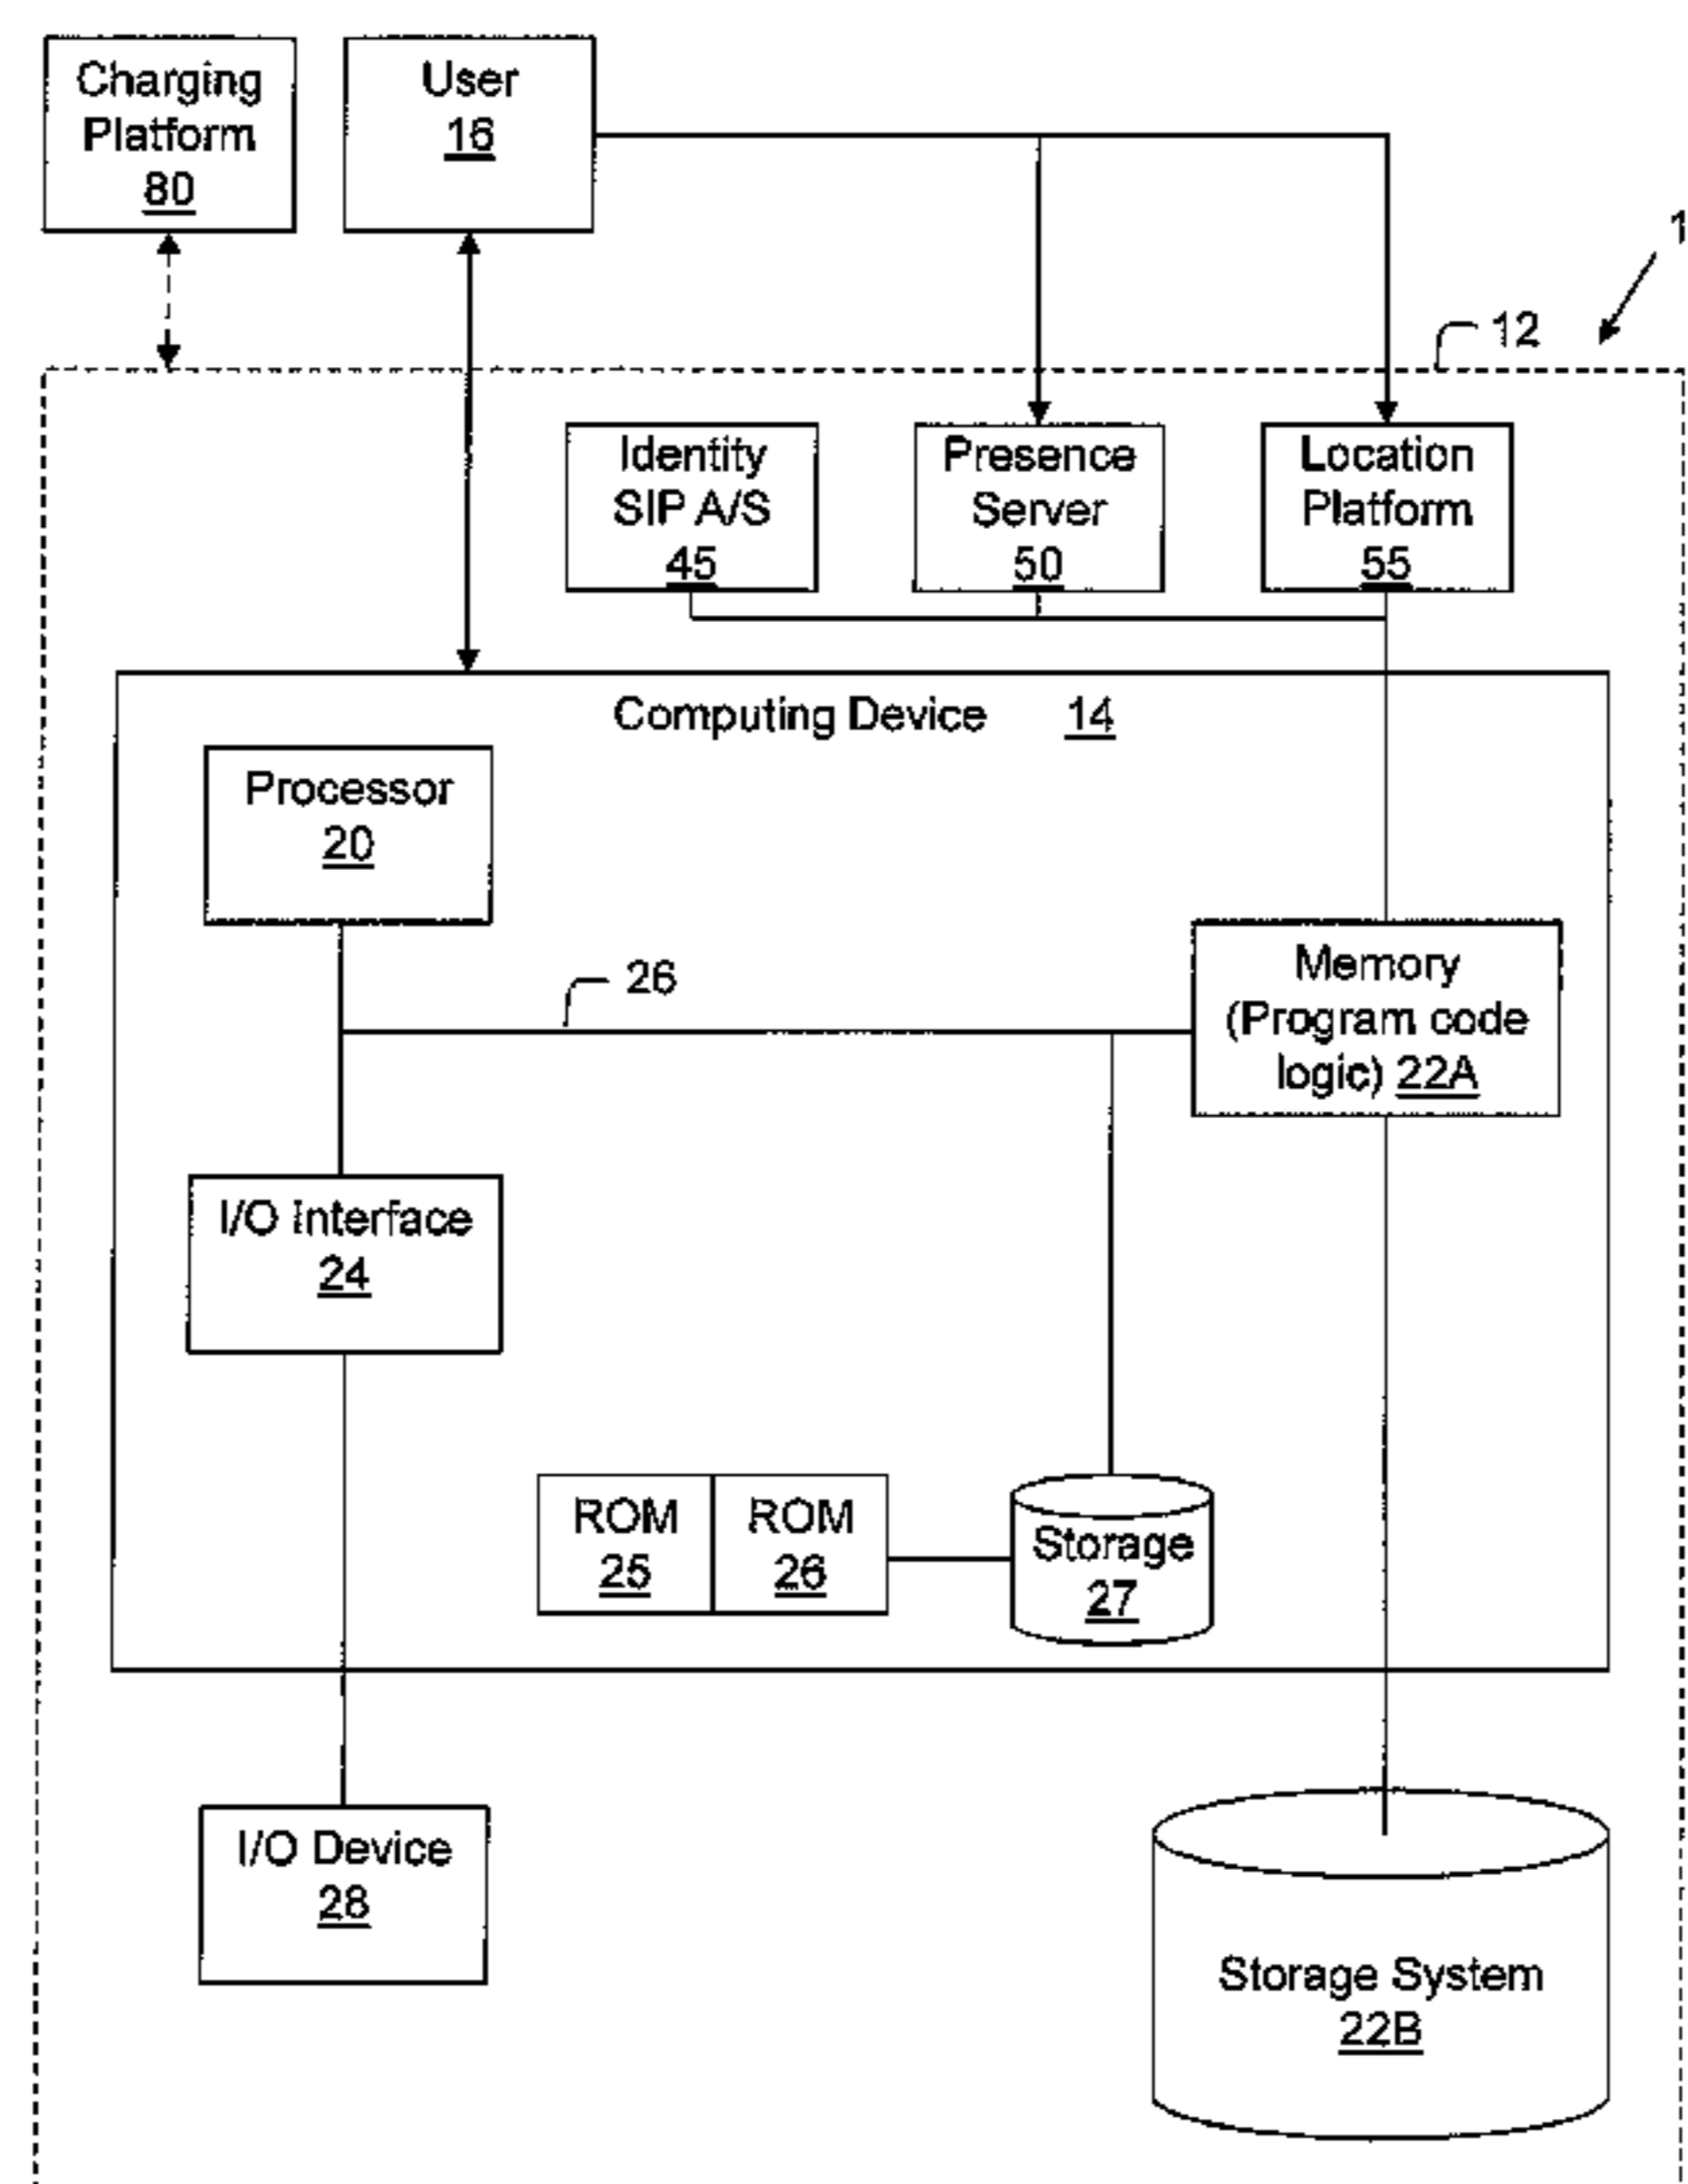 Charging
Platform
80
User
16
1
12
Identity
SIP A/S
45
Presence
Server
50
Location
Platform
55
Computing Device 14
Processor
20
26
Memory
(Program code
logic) 22A
I/O Interface
24
ROM
25
ROM
26
Storage
27
I/O Device
28
Storage System
22B